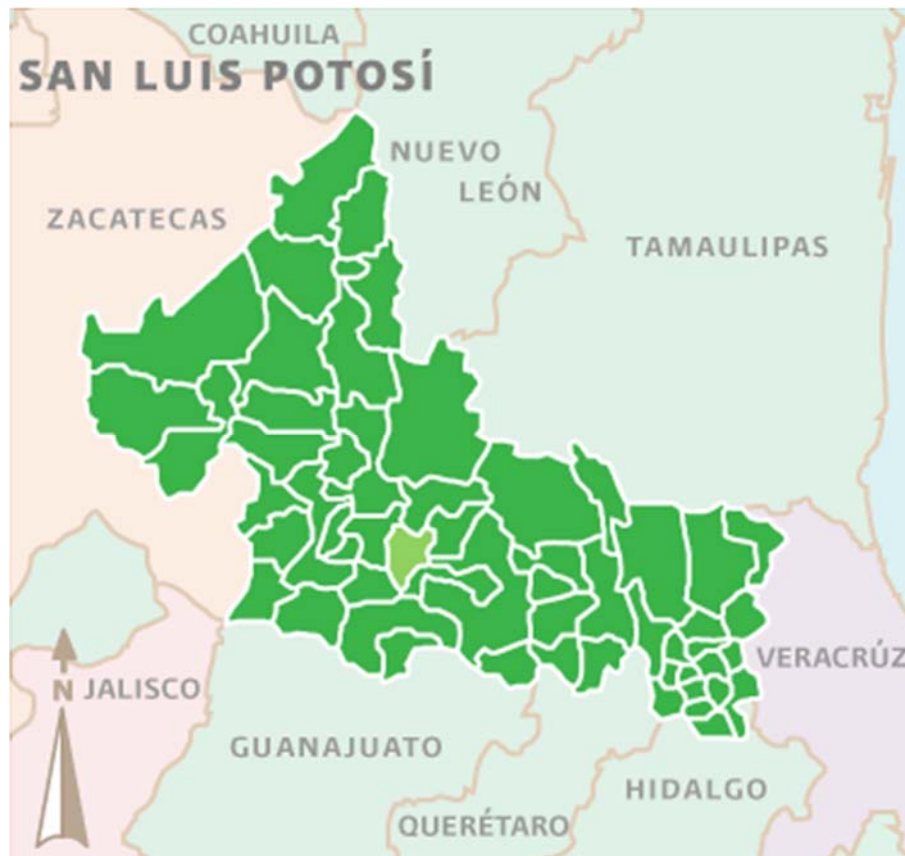 COAHUILA
SAN LUIS POTOSÍ
NUEVO
LEÓN
ZACATECAS
TAMAULIPAS
VERACRÚZ
N
JALISCO
GUANAJUATO
HIDALGO
QUERÉTARO